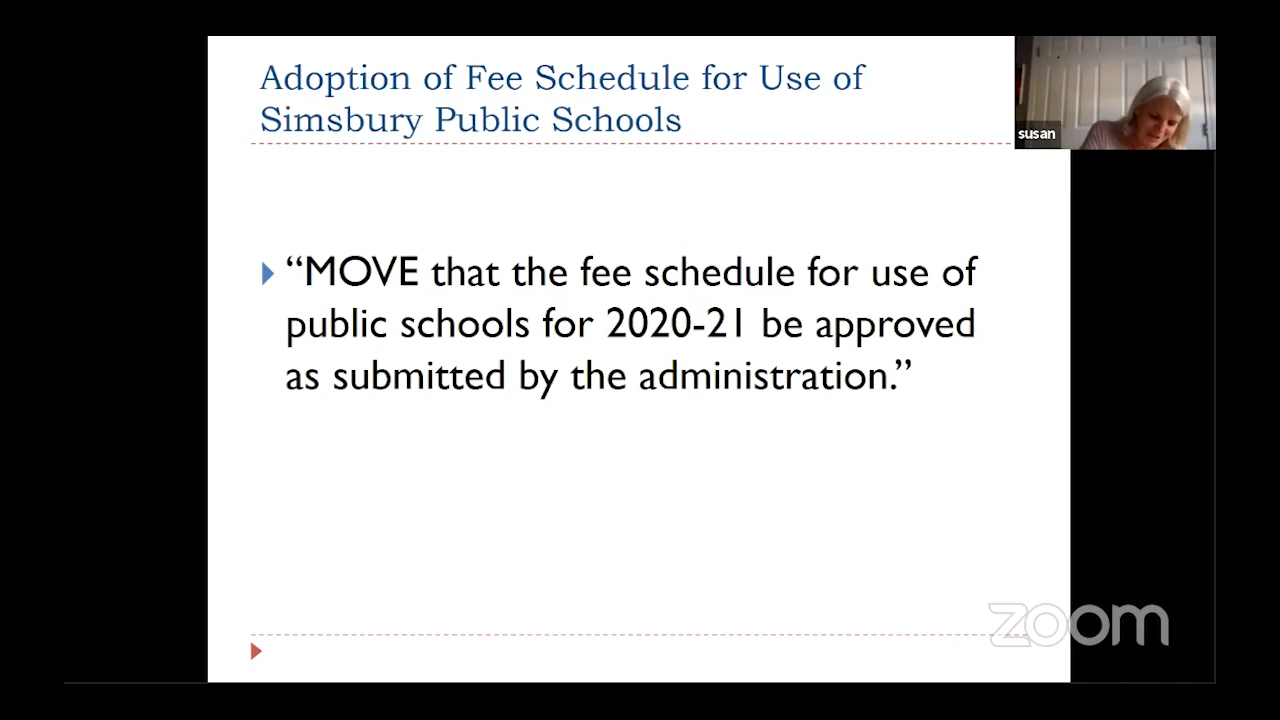 Adoption of Fee Schedule for Use of
Simsbury Public Schools
susan
“MOVE that the fee schedule for use of
public schools for 2020-21 be approved
as submitted by the administration.”
zoom